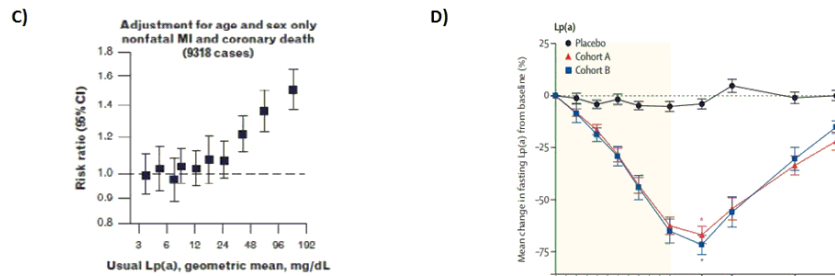 C)
Adjustment for age and sex only
nonfatal MI and coronary death
(9318 cases)
Risk ratio (95% CI)
1.8
1.6
1.4
1.2
1.0
0.8
0.8
3 6 12 24 48 96 192
Usual Lp(a), geometric mean, mg/dL
D)
Lp(a)
Placebo
Cohort A
Cohort B
Mean change in fasting Lp(a) from baseline (%)
25
0
-25
-50
-75
*
*